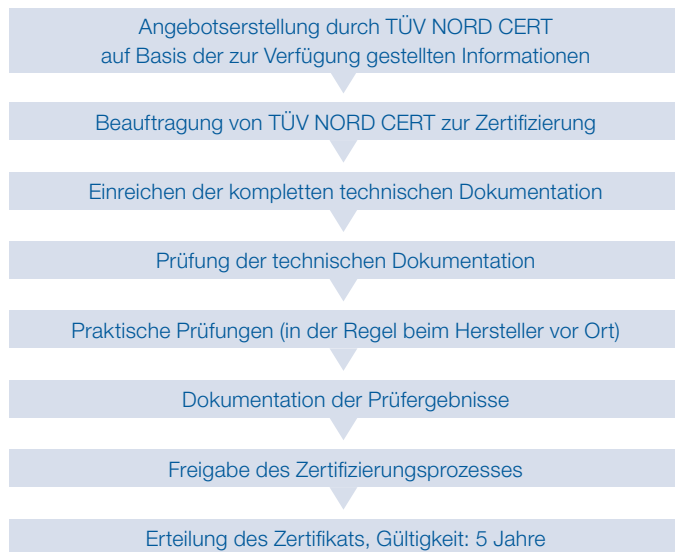 Angebotserstellung durch TÜV NORD CERT
auf Basis der zur Verfügung gestellten Informationen
Beauftragung von TÜV NORD CERT zur Zertifizierung
Einreichen der kompletten technischen Dokumentation
Prüfung der technischen Dokumentation
Praktische Prüfungen (in der Regel beim Hersteller vor Ort)
Dokumentation der Prüfergebnisse
Freigabe des Zertifizierungsprozesses
Erteilung des Zertifikats, Gültigkeit: 5 Jahre